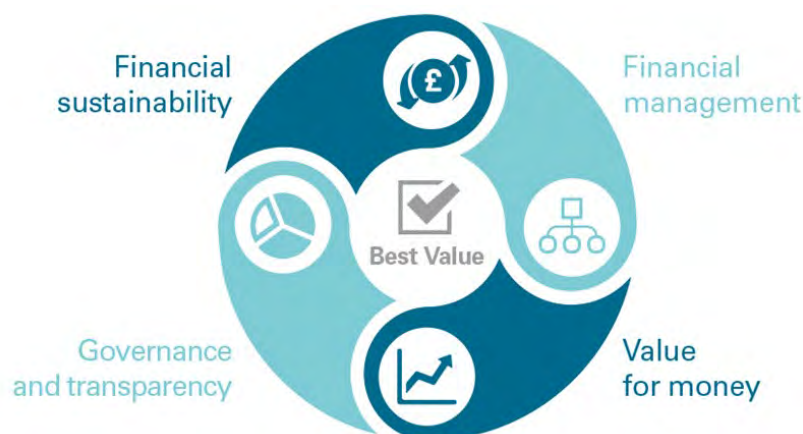 Financial
sustainability
Financial
management
£
Best Value
Governance
and transparency
Value
for money